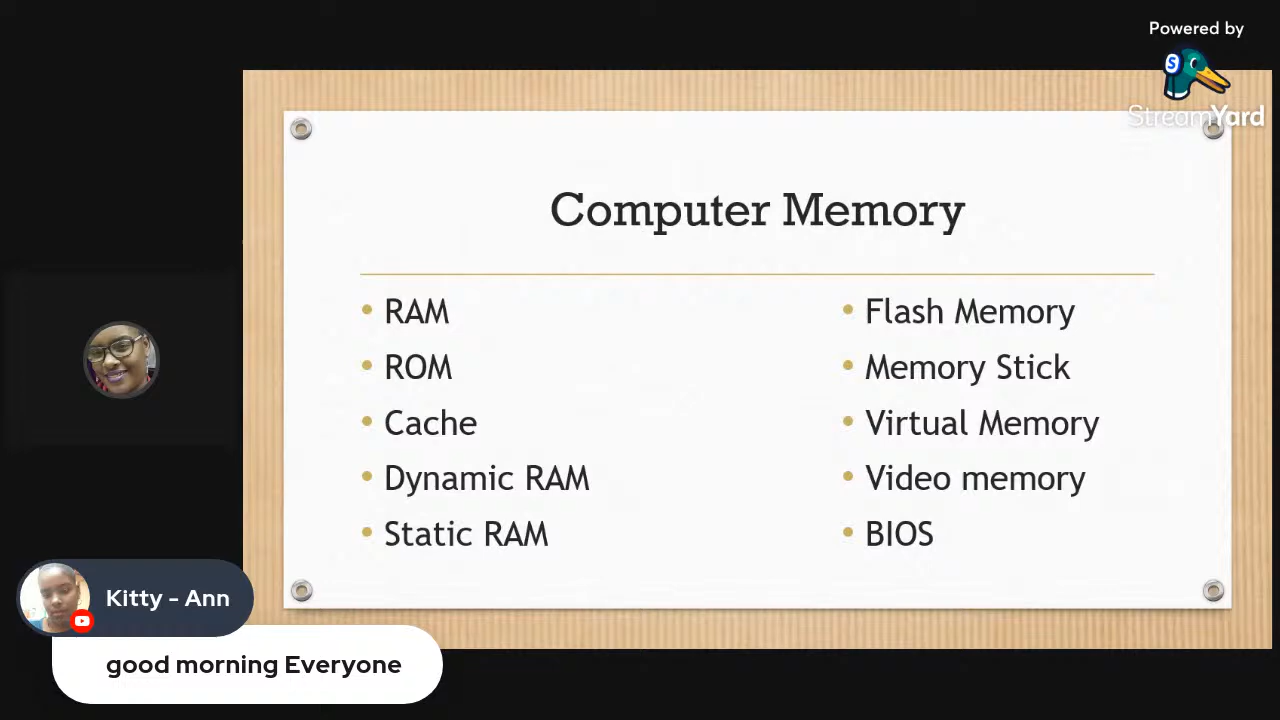 Powered by
StreamYard
Computer Memory
• RAM
• ROM
• Cache
• Dynamic RAM
• Static RAM
• Flash Memory
• Memory Stick
• Virtual Memory
• Video memory
• BIOS
Kitty - Ann
good morning Everyone